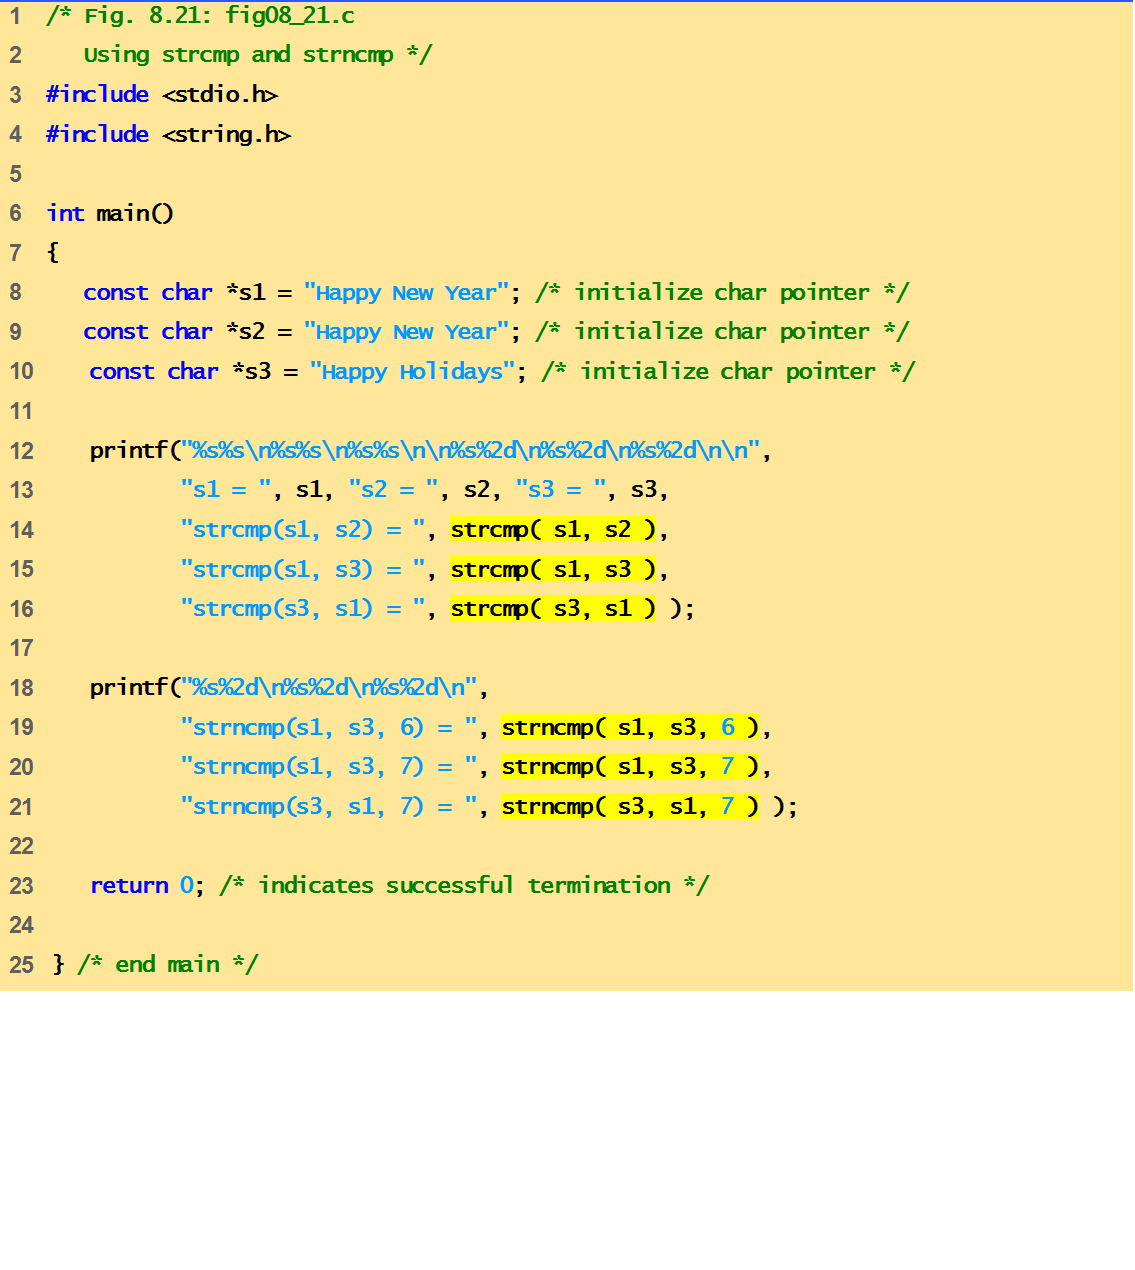 1 /* Fig. 8.21: fig08_21.c
2    Using strcmp and strncmp */
3 #include <stdio.h>
4 #include <string.h>
5
6 int main()
7 {
8    const char *s1 = "Happy New Year"; /* initialize char pointer */
9    const char *s2 = "Happy New Year"; /* initialize char pointer */
10    const char *s3 = "Happy Holidays"; /* initialize char pointer */
11
12    printf("%s%s\n%s%s\n%s%s\n\n%s%2d\n%s%2d\n%s%2d\n\n",
13           "s1 = ", s1, "s2 = ", s2, "s3 = ", s3,
14           "strcmp(s1, s2) = ", strcmp( s1, s2 ),
15           "strcmp(s1, s3) = ", strcmp( s1, s3 ),
16           "strcmp(s3, s1) = ", strcmp( s3, s1 ) );
17
18    printf("%s%2d\n%s%2d\n%s%2d\n",
19           "strncmp(s1, s3, 6) = ", strncmp( s1, s3, 6 ),
20           "strncmp(s1, s3, 7) = ", strncmp( s1, s3, 7 ),
21           "strncmp(s3, s1, 7) = ", strncmp( s3, s1, 7 ) );
22
23    return 0; /* indicates successful termination */
24
25 } /* end main */